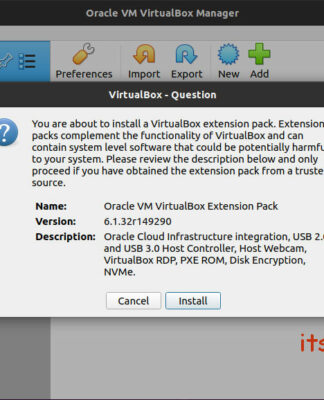 Oracle VM VirtualBox Manager
Preferences Import Export New Add
VirtualBox - Question
You are about to install a VirtualBox extension pack. Extension
packs complement the functionality of VirtualBox and can
contain system level software that could be potentially harmfu
to your system. Please review the description below and only
proceed if you have obtained the extension pack from a truste
source.
Name: Oracle VM VirtualBox Extension Pack
Version: 6.1.32r149290
Description: Oracle Cloud Infrastructure integration, USB 2.0
and USB 3.0 Host Controller, Host Webcam,
VirtualBox RDP, PXE ROM, Disk Encryption,
NVMe.
Cancel Install
its